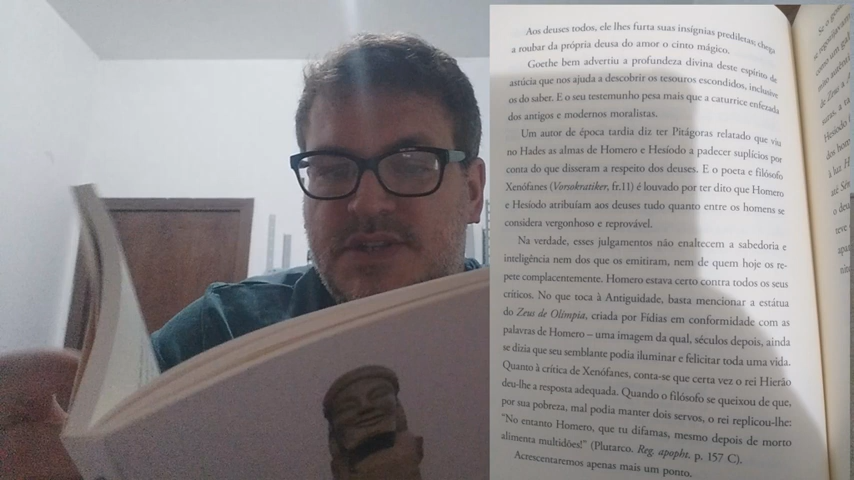 Aos deuses todos, ele lhes furta suas insígnias prediletas; chega
a roubar da própria deusa do amor o cinto mágico.
Goethe bem advertiu a profundeza divina deste espírito de
astúcia que nos ajuda a descobrir os tesouros escondidos, inclusive
os do saber. E o seu testemunho pesa mais que a caturrice enfezada
dos antigos e modernos moralistas.
Um autor de época tardia diz ter Pitágoras relatado que viu
no Hades as almas de Homero e Hesíodo a padecer suplícios por
conta do que disseram a respeito dos deuses. E o poeta e filósofo
Xenófanes (Vorsokratiker, fr.11) é louvado por ter dito que Homero
e Hesíodo atribuíam aos deuses tudo quanto entre os homens se
considera vergonhoso e reprovável.
Na verdade, esses julgamentos não enaltecem a sabedoria e
inteligência nem dos que os emitiram, nem de quem hoje os re-
pete complacentemente. Homero estava certo contra todos os seus
críticos. No que toca à Antiguidade, basta mencionar a estátua
do Zeus de Olímpia, criada por Fídias em conformidade com as
palavras de Homero – uma imagem da qual, séculos depois, ainda
se dizia que seu semblante podia iluminar e felicitar toda uma vida.
Quanto à crítica de Xenófanes, conta-se que certa vez o rei Hierão
deu-lhe a resposta adequada. Quando o filósofo se queixou de que,
por sua pobreza, mal podia manter dois servos, o rei replicou-lhe:
“No entanto Homero, que tu difamas, mesmo depois de morto
alimenta multidões!” (Plutarco. Reg. apopht. p. 157 C).
Acrescentaremos apenas mais um ponto.